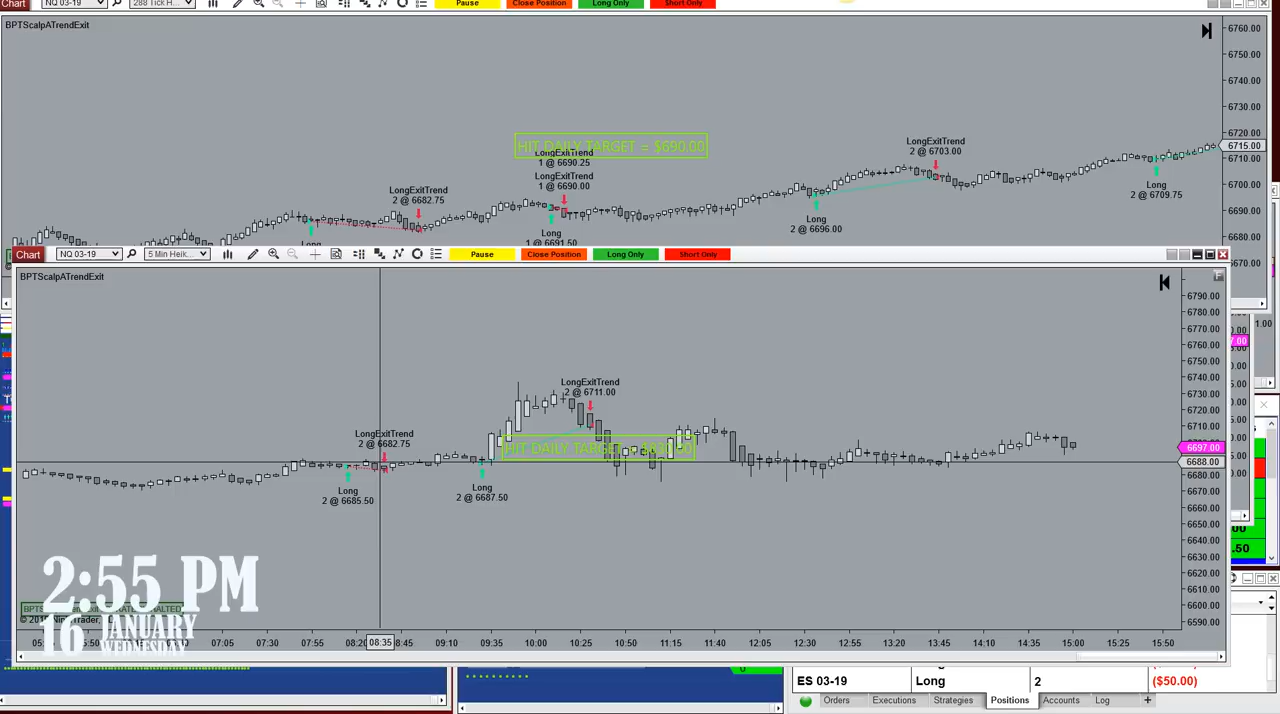 Chart NQ 03-19 288 Tick H Pause Close Position Long Only Short Only
BPTScalpATrendExit
6760.00
6750.00
6740.00
6730.00
6720.00
6715.00
6710.00
6700.00
6690.00
6680.00
6670.00
HIT DAILY TARGET = $690.00
LongExitTrend
1 @ 6690.25
LongExitTrend
1 @ 6690.00
LongExitTrend
2 @ 6682.75
LongExitTrend
2 @ 6703.00
Long
2 @ 6709.75
Long
2 @ 6696.00
Long
1 @ 6691.50
Long
Chart NQ 03-19 5 Min Heik... Pause Close Position Long Only Short Only
BPTScalpATrendExit
F
6790.00
6780.00
6770.00
6760.00
6750.00
6740.00
6730.00
6720.00
6710.00
6697.00
6688.00
6680.00
6670.00
6660.00
6650.00
6640.00
6630.00
6620.00
6610.00
6600.00
6590.00
LongExitTrend
2 @ 6711.00
LongExitTrend
2 @ 6682.75
HIT DAILY TARGET =
Long
2 @ 6685.50
Long
2 @ 6687.50
2:55 PM
16 JANUARY
WEDNESDAY
07:05 07:30 07:55 08:20 08:35 08:45 09:10 09:35 10:00 10:25 10:50 11:15 11:40 12:05 12:30 12:55 13:20 13:45 14:10 14:35 15:00 15:25 15:50
ES 03-19 Long 2 ($50.00)
Orders Executions Strategies Positions Accounts Log +